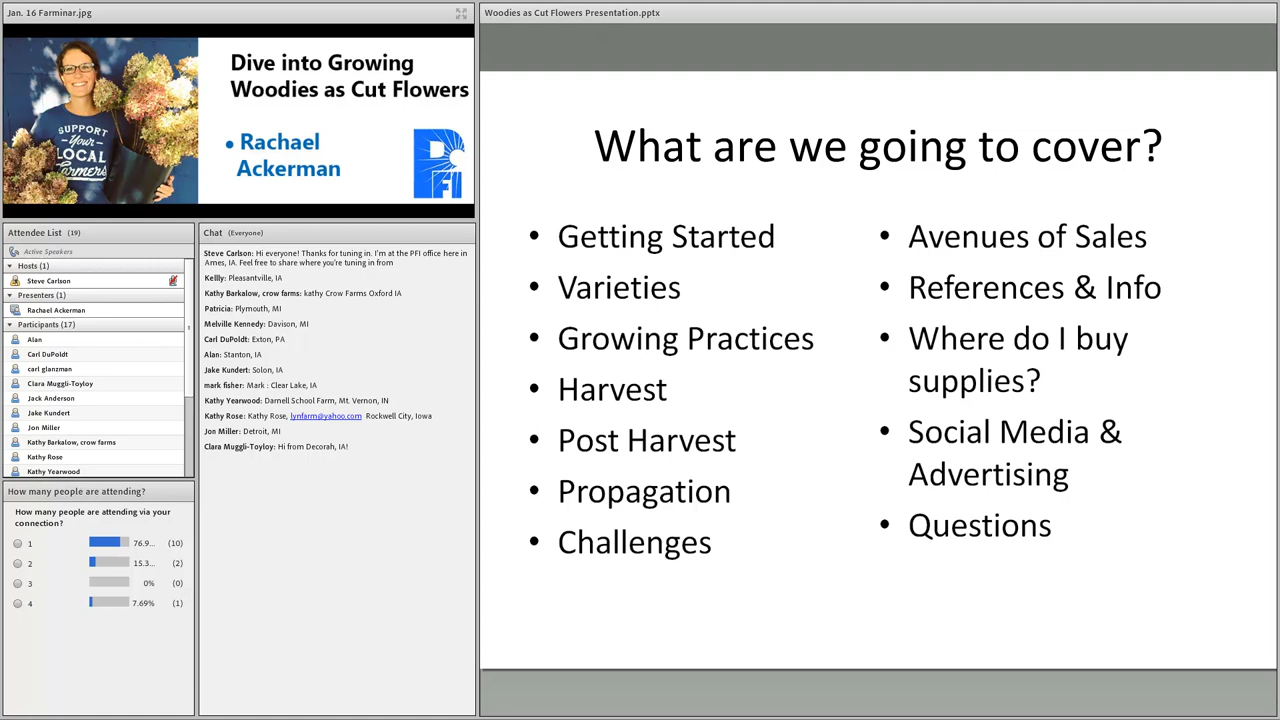 Jan. 16 Farminar.jpg
SUPPORT
Your
LOCAL
FARMERS
Dive into Growing
Woodies as Cut Flowers
• Rachael
Ackerman
PFI
Attendee List (19)
Active Speakers
Hosts (1)
Steve Carlson
Presenters (1)
Rachael Ackerman
Participants (17)
Alan
Carl DuPoldt
carl glanzman
Clara Muggli-Toyloy
Jack Anderson
Jake Kundert
Jon Miller
Kathy Barkalow, crow farms
Kathy Rose
Kathy Yearwood
Chat (Everyone)
Steve Carlson: Hi everyone! Thanks for tuning in. I'm at the PFI office here in
Ames, IA. Feel free to share where you're tuning in from
Kellly: Pleasantville, IA
Kathy Barkalow, crow farms: kathy Crow Farms Oxford IA
Patricia: Plymouth, MI
Melville Kennedy: Davison, MI
Carl DuPoldt: Exton, PA
Alan: Stanton, IA
Jake Kundert: Solon, IA
mark fisher: Mark : Clear Lake, IA
Kathy Yearwood: Darnell School Farm, Mt. Vernon, IN
Kathy Rose: Kathy Rose, lynfarm@yahoo.com Rockwell City, Iowa
Jon Miller: Detroit, MI
Clara Muggli-Toyloy: Hi from Decorah, IA!
How many people are attending?
How many people are attending via your
connection?
1 76.9... (10)
2 15.3... (2)
3 0% (0)
4 7.69% (1)
Woodies as Cut Flowers Presentation.pptx
What are we going to cover?
• Getting Started
• Varieties
• Growing Practices
• Harvest
• Post Harvest
• Propagation
• Challenges
• Avenues of Sales
• References & Info
• Where do I buy
supplies?
• Social Media &
Advertising
• Questions